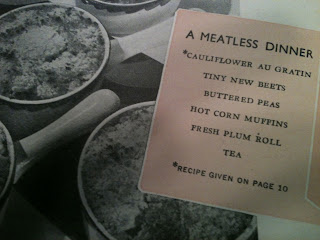 A MEATLESS DINNER
*CAULIFLOWER AU GRATIN
TINY NEW BEETS
BUTTERED PEAS
HOT CORN MUFFINS
FRESH PLUM ROLL
TEA
*RECIPE GIVEN ON PAGE 10